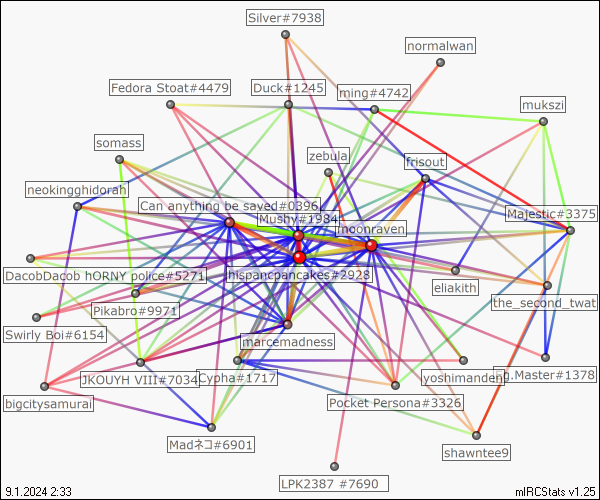 Silver#7938
normalwan
Fedora Stoat#4479
Duck#1245
ming#4742
mukszi
somass
zebula
frisout
neokingghidorah
Can anything be saved#0396
Mushy#1984
moonraven
Majestic#3375
DacobDacob hORNY police#5271
hispancpancakes#2928
eliakith
the_second_twat
Pikabro#9971
Swirly Boi#6154
marcemadness
JKOUYH VIII#7034
Cypha#1717
yoshimandeng
g.Master#1378
bigcitysamurai
Pocket Persona#3326
Madネコ#6901
shawntee9
LPK2387 #7690
9.1.2024 2:33
mIRCStats v1.25